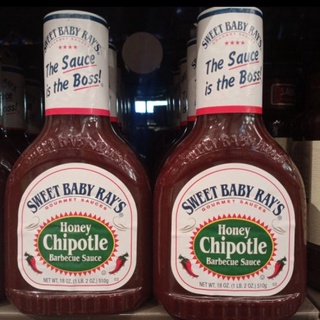 SWEET BABY RAY'S
The Sauce
is the Boss!
SWEET BABY RAY'S
GOURMET SAUCES
Honey
Chipotle
Barbecue Sauce
NET WT. 18 OZ. (1 LB. 2 OZ.) 510g
SWEET BABY RAY'S
The Sauce
is the Boss!
SWEET BABY RAY'S
GOURMET SAUCES
Honey
Chipotle
Barbecue Sauce
NET WT. 18 OZ. (1 LB. 2 OZ.) 510g